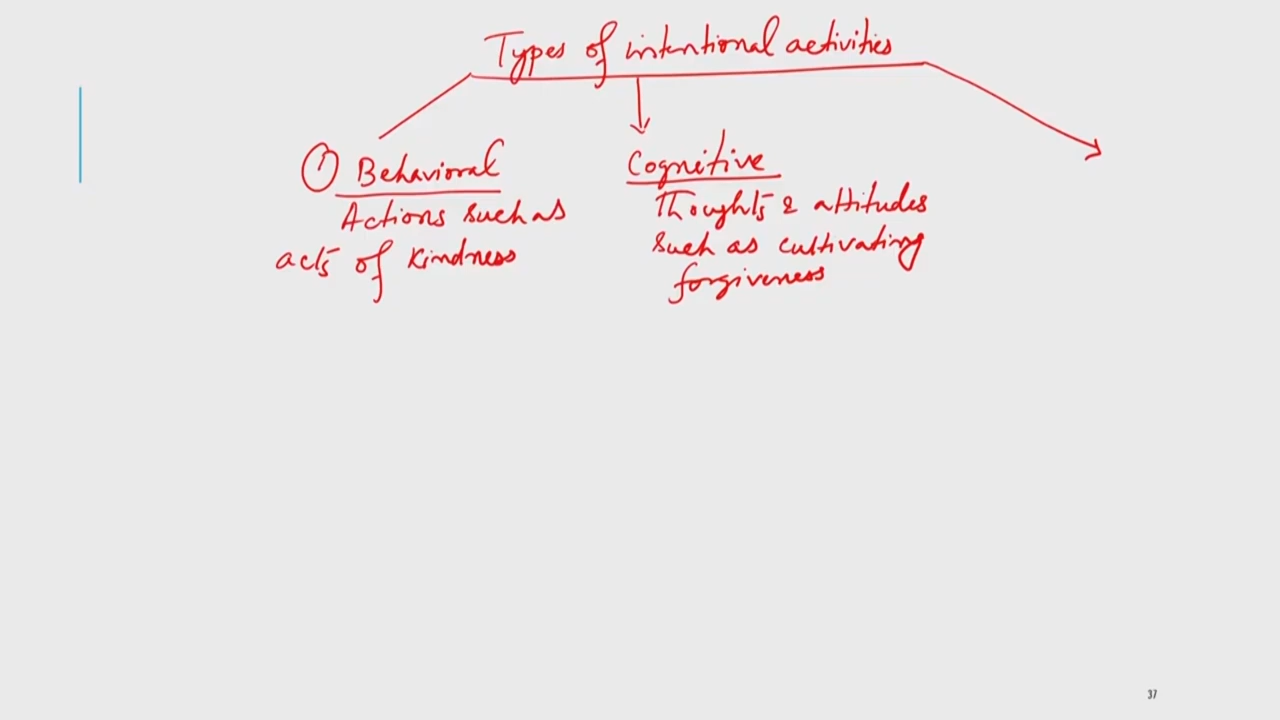 Types of intentional activities
① Behavioral
Actions such as
acts of kindness
Cognitive
Thoughts & attitudes
such as cultivating
forgiveness
37